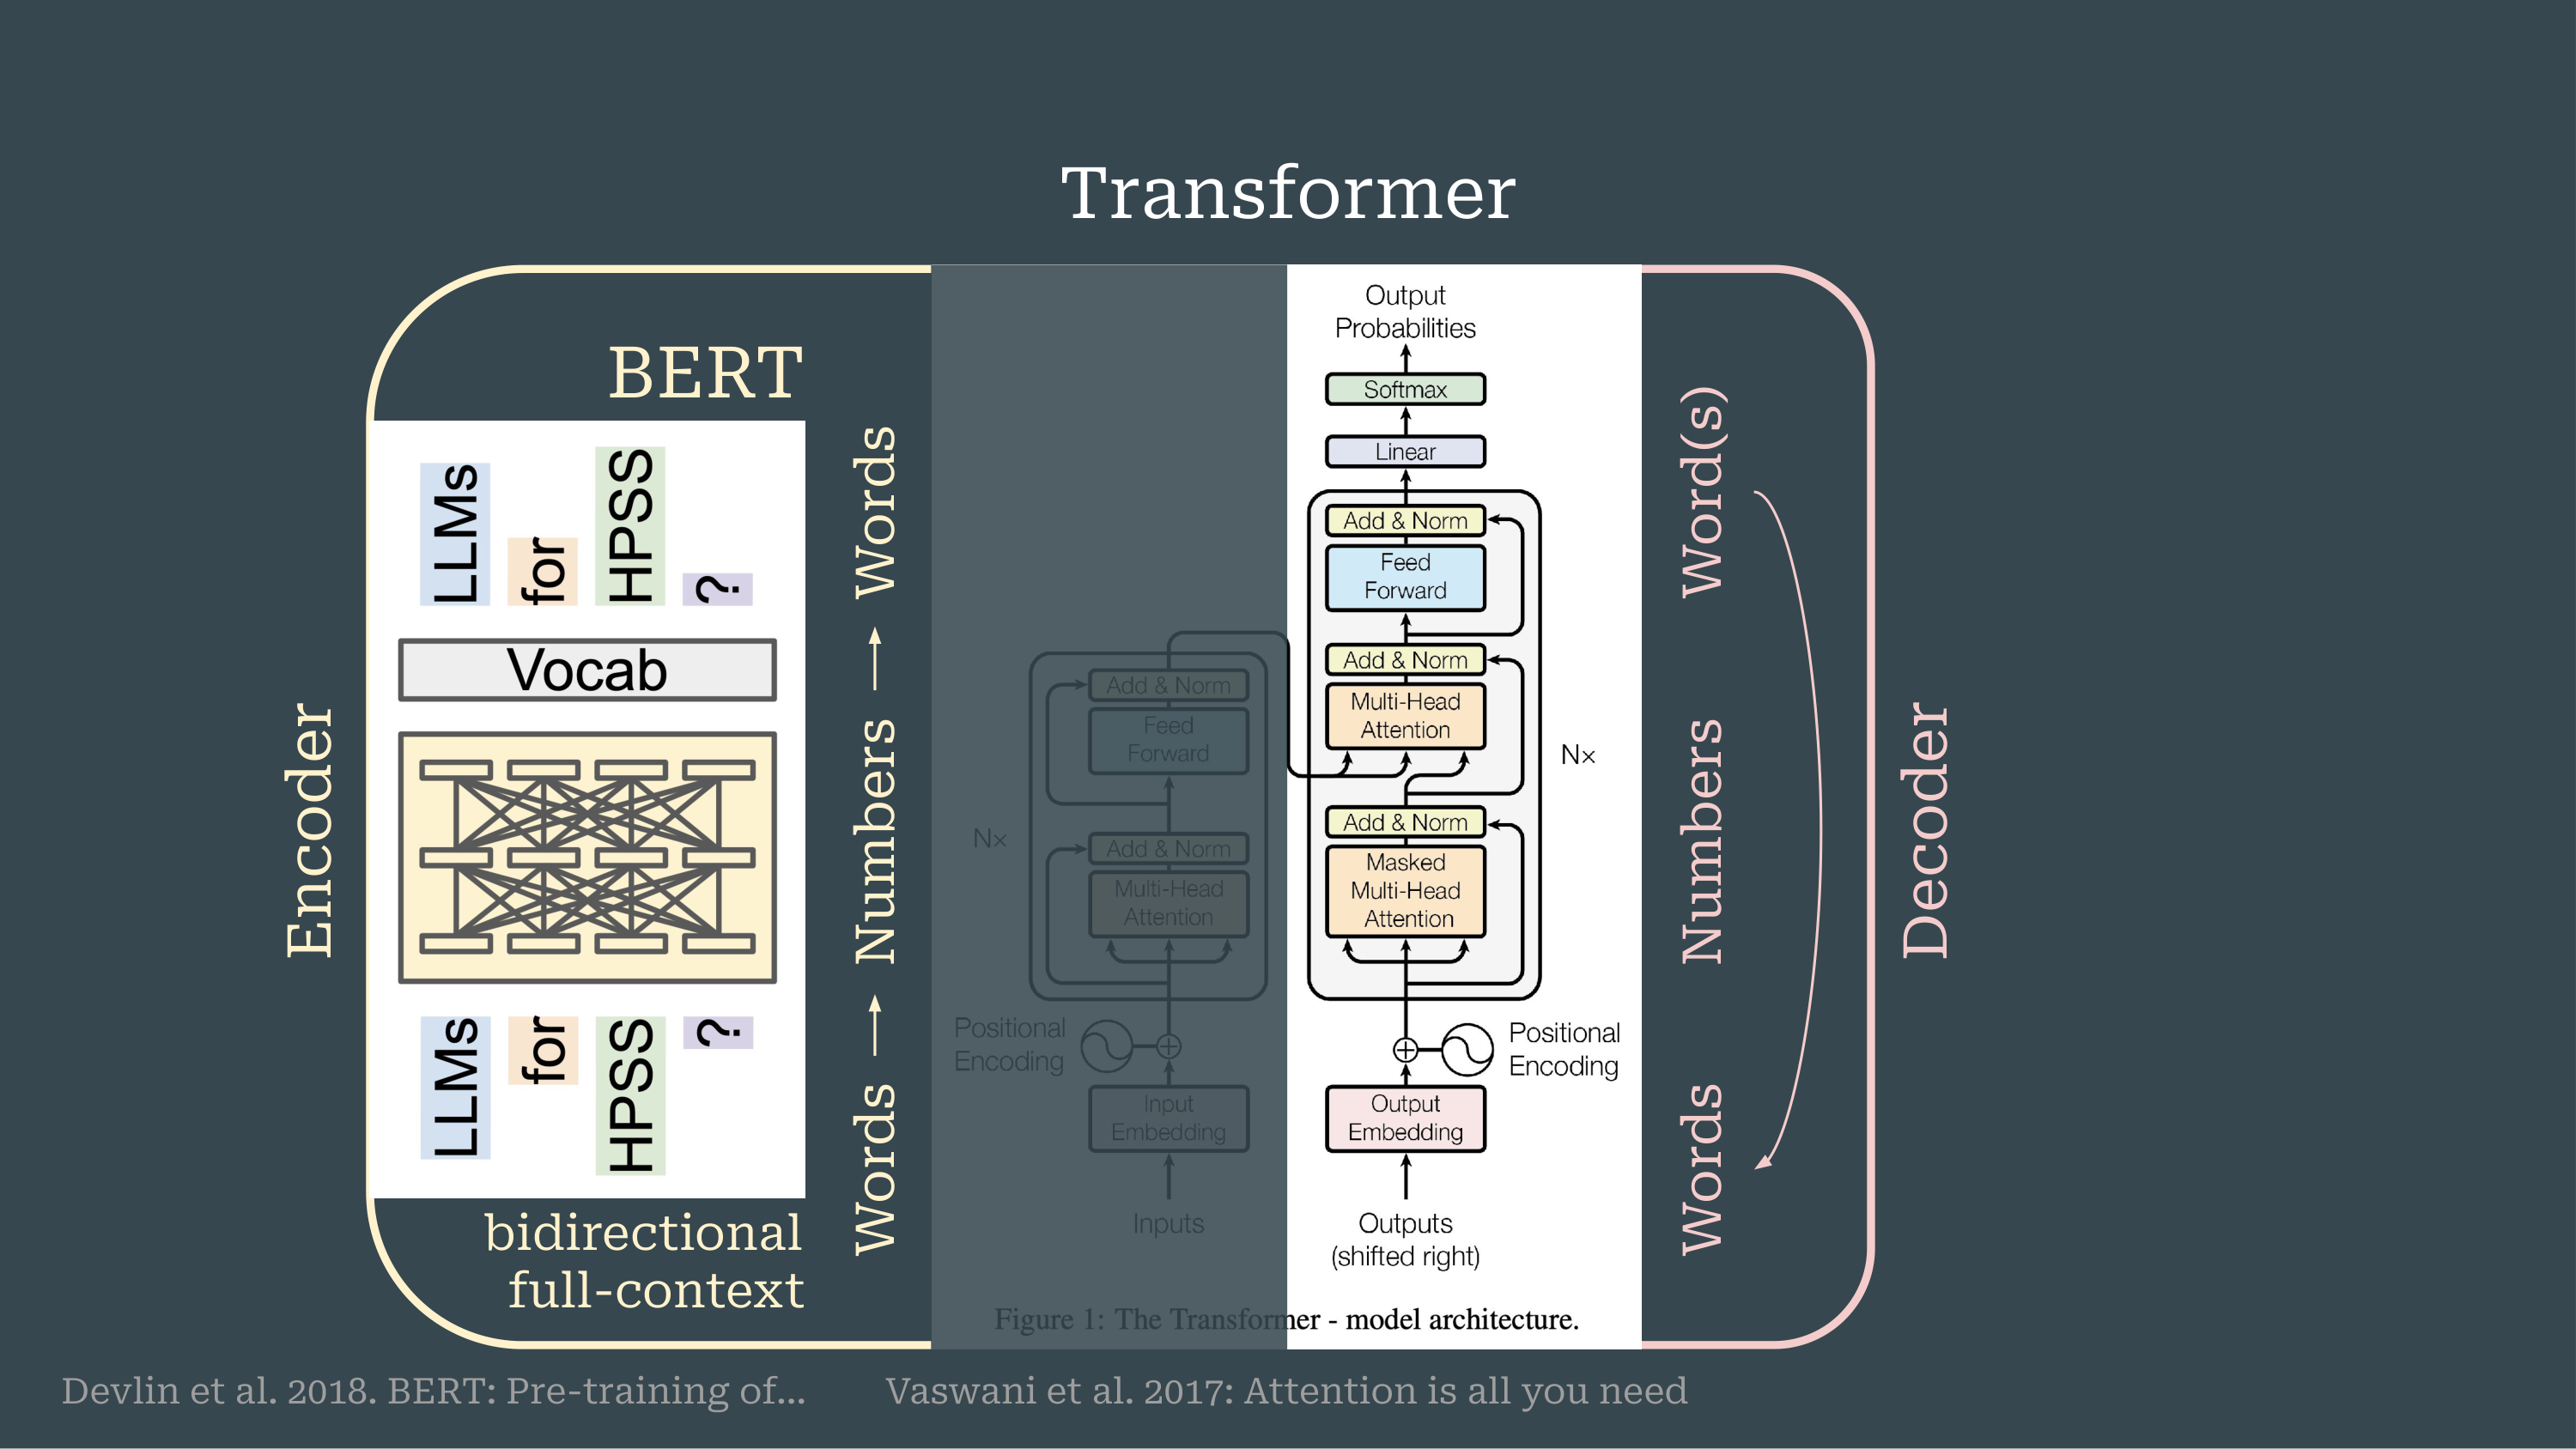 Transformer
Encoder
BERT
LLMs
for
HPSS
?
Vocab
LLMs
for
HPSS
?
bidirectional
full-context
Words
Numbers
Words
Add & Norm
Feed
Forward
Nx
Add & Norm
Multi-Head
Attention
Positional
Encoding
Input
Embedding
Inputs
Output
Probabilities
Softmax
Linear
Add & Norm
Feed
Forward
Add & Norm
Multi-Head
Attention
Nx
Add & Norm
Masked
Multi-Head
Attention
Positional
Encoding
Output
Embedding
Outputs
(shifted right)
Figure 1: The Transformer - model architecture.
Word(s)
Numbers
Words
Decoder
Devlin et al. 2018. BERT: Pre-training of...
Vaswani et al. 2017: Attention is all you need